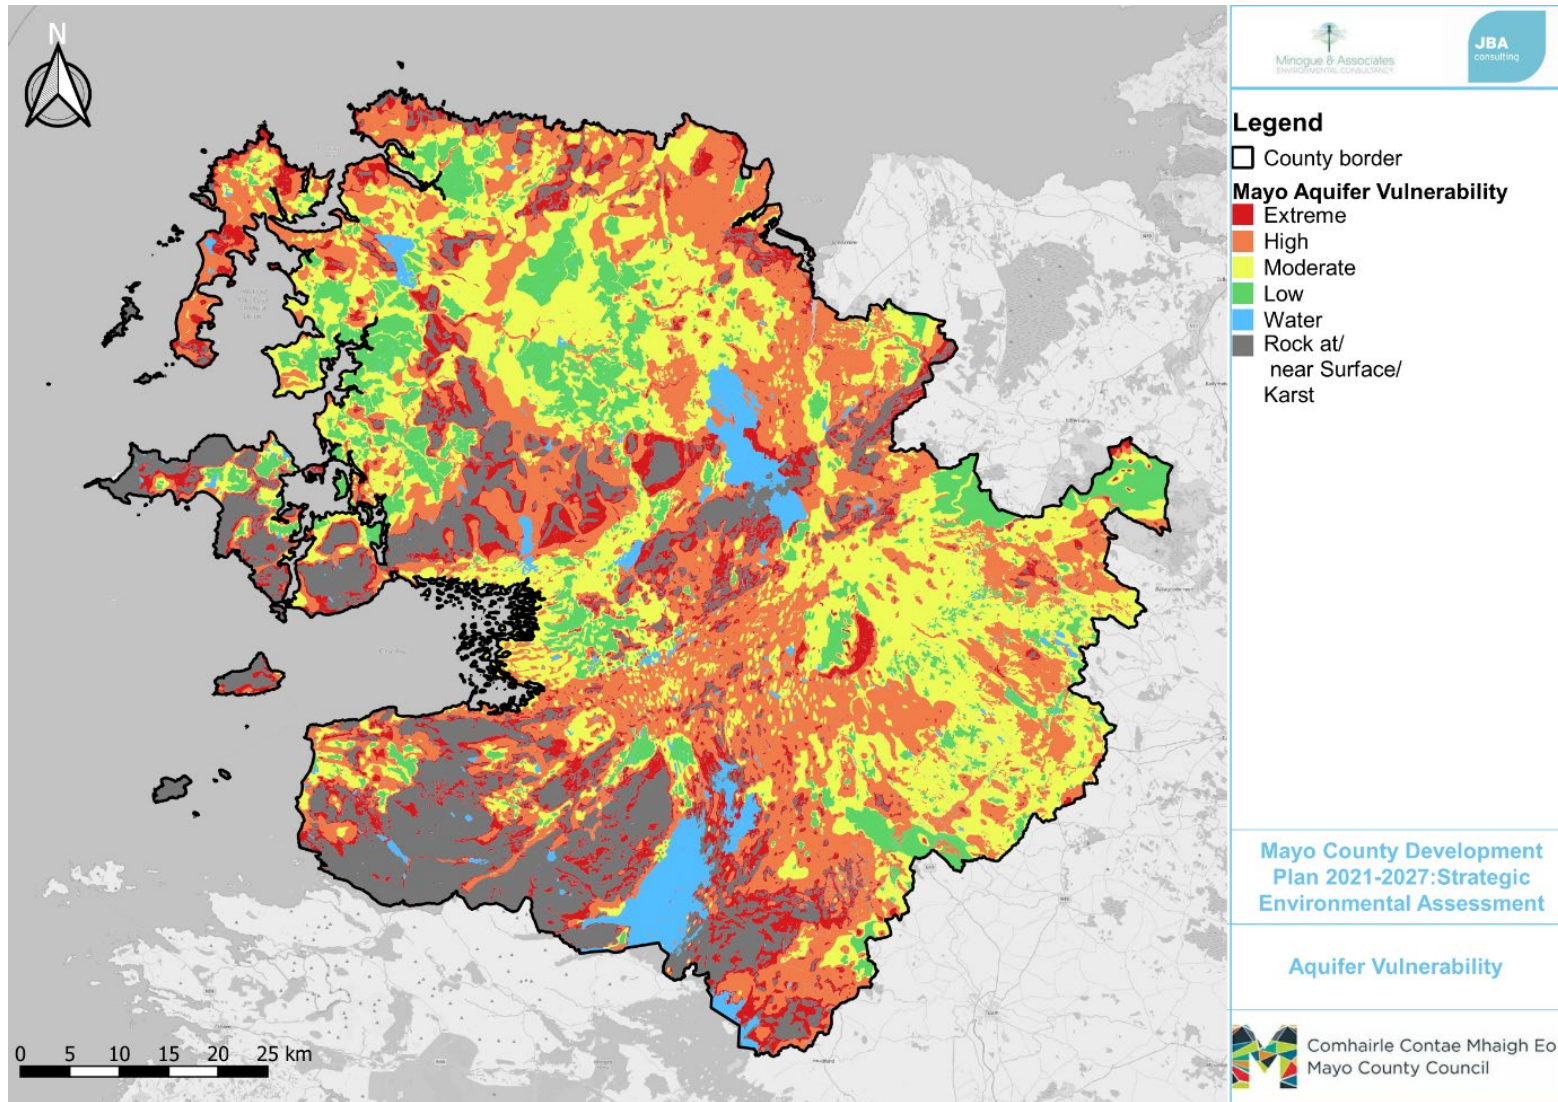 N
Minogue & Associates
ENVIRONMENTAL CONSULTANCY
JBA
consulting
Legend
County border
Mayo Aquifer Vulnerability
Extreme
High
Moderate
Low
Water
Rock at/
near Surface/
Karst
Mayo County Development
Plan 2021-2027:Strategic
Environmental Assessment
Aquifer Vulnerability
Comhairle Contae Mhaigh Eo
Mayo County Council
0 5 10 15 20 25 km